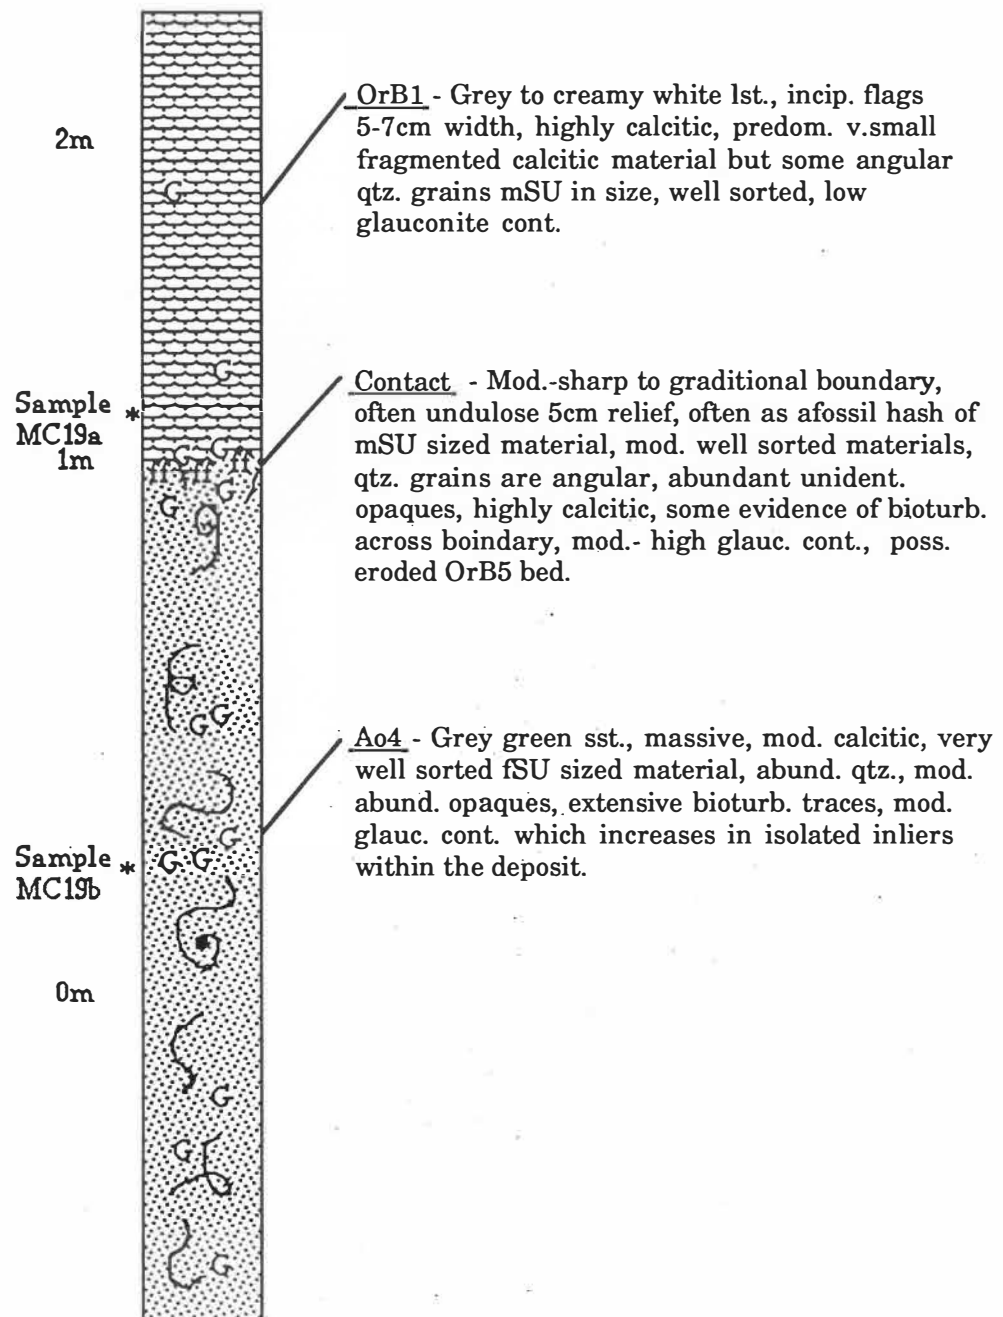 2m
OrB1 - Grey to creamy white lst., incip. flags
5-7cm width, highly calcitic, predom. v.small
fragmented calcitic material but some angular
qtz. grains mSU in size, well sorted, low
glauconite cont.
G
G
Sample *
MC19a
1m
Contact - Mod.-sharp to graditional boundary,
often undulose 5cm relief, often as afossil hash of
mSU sized material, mod. well sorted materials,
qtz. grains are angular, abundant unident.
opaques, highly calcitic, some evidence of bioturb.
across boindary, mod.- high glauc. cont., poss.
eroded OrB5 bed.
G G
ff ff ff
G G
G
G G
Ao4 - Grey green sst., massive, mod. calcitic, very
well sorted fSU sized material, abund. qtz., mod.
abund. opaques, extensive bioturb. traces, mod.
glauc. cont. which increases in isolated inliers
within the deposit.
G
G G
Sample *
MC19b
0m
G
G
G